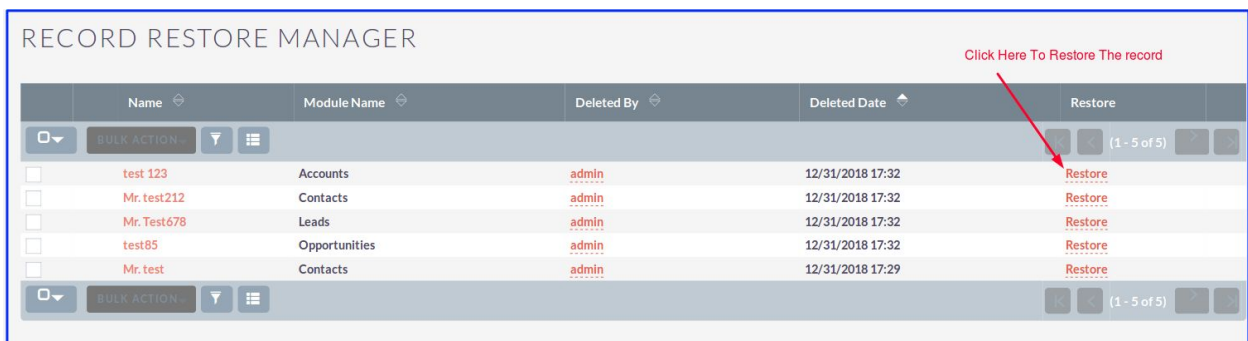 RECORD RESTORE MANAGER
Click Here To Restore The record
Name Module Name Deleted By Deleted Date Restore
BULK ACTION (1 - 5 of 5)
test 123 Accounts admin 12/31/2018 17:32 Restore
Mr. test212 Contacts admin 12/31/2018 17:32 Restore
Mr. Test678 Leads admin 12/31/2018 17:32 Restore
test85 Opportunities admin 12/31/2018 17:32 Restore
Mr. test Contacts admin 12/31/2018 17:29 Restore
BULK ACTION (1 - 5 of 5)